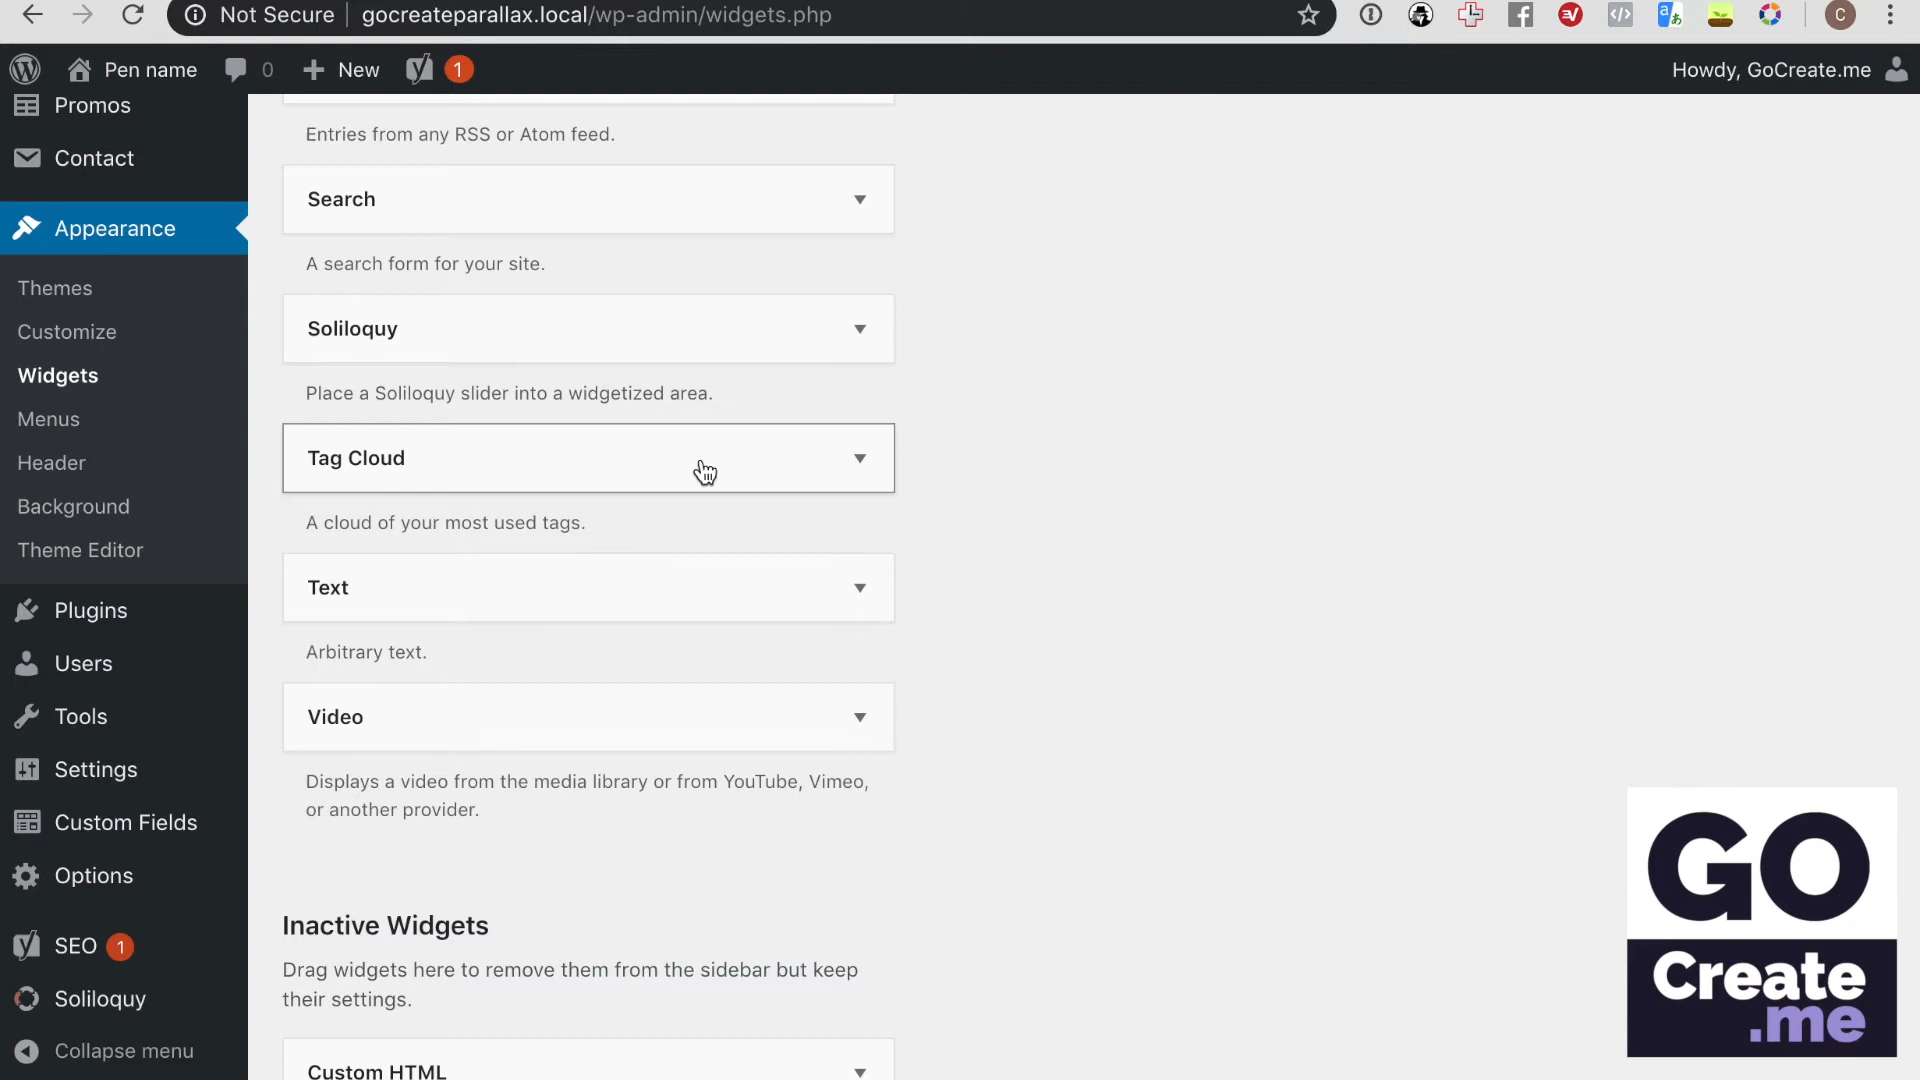 Not Secure
gocreateparallax.local/wp-admin/widgets.php
C
Pen name
0
New
1
Howdy, GoCreate.me
Promos
Contact
Appearance
Themes
Customize
Widgets
Menus
Header
Background
Theme Editor
Plugins
Users
Tools
Settings
Custom Fields
Options
SEO 1
Soliloquy
Collapse menu
Entries from any RSS or Atom feed.
Search
A search form for your site.
Soliloquy
Place a Soliloquy slider into a widgetized area.
Tag Cloud
A cloud of your most used tags.
Text
Arbitrary text.
Video
Displays a video from the media library or from YouTube, Vimeo,
or another provider.
Inactive Widgets
Drag widgets here to remove them from the sidebar but keep
their settings.
Custom HTML
GO
Create
.me